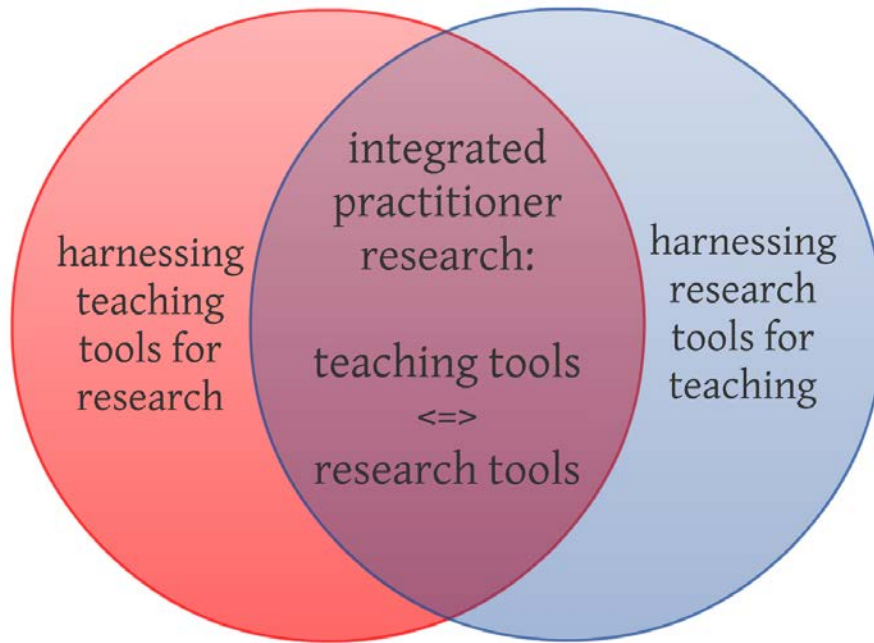 harnessing
teaching
tools for
research
integrated
practitioner
research:
teaching tools
<=>
research tools
harnessing
research
tools for
teaching